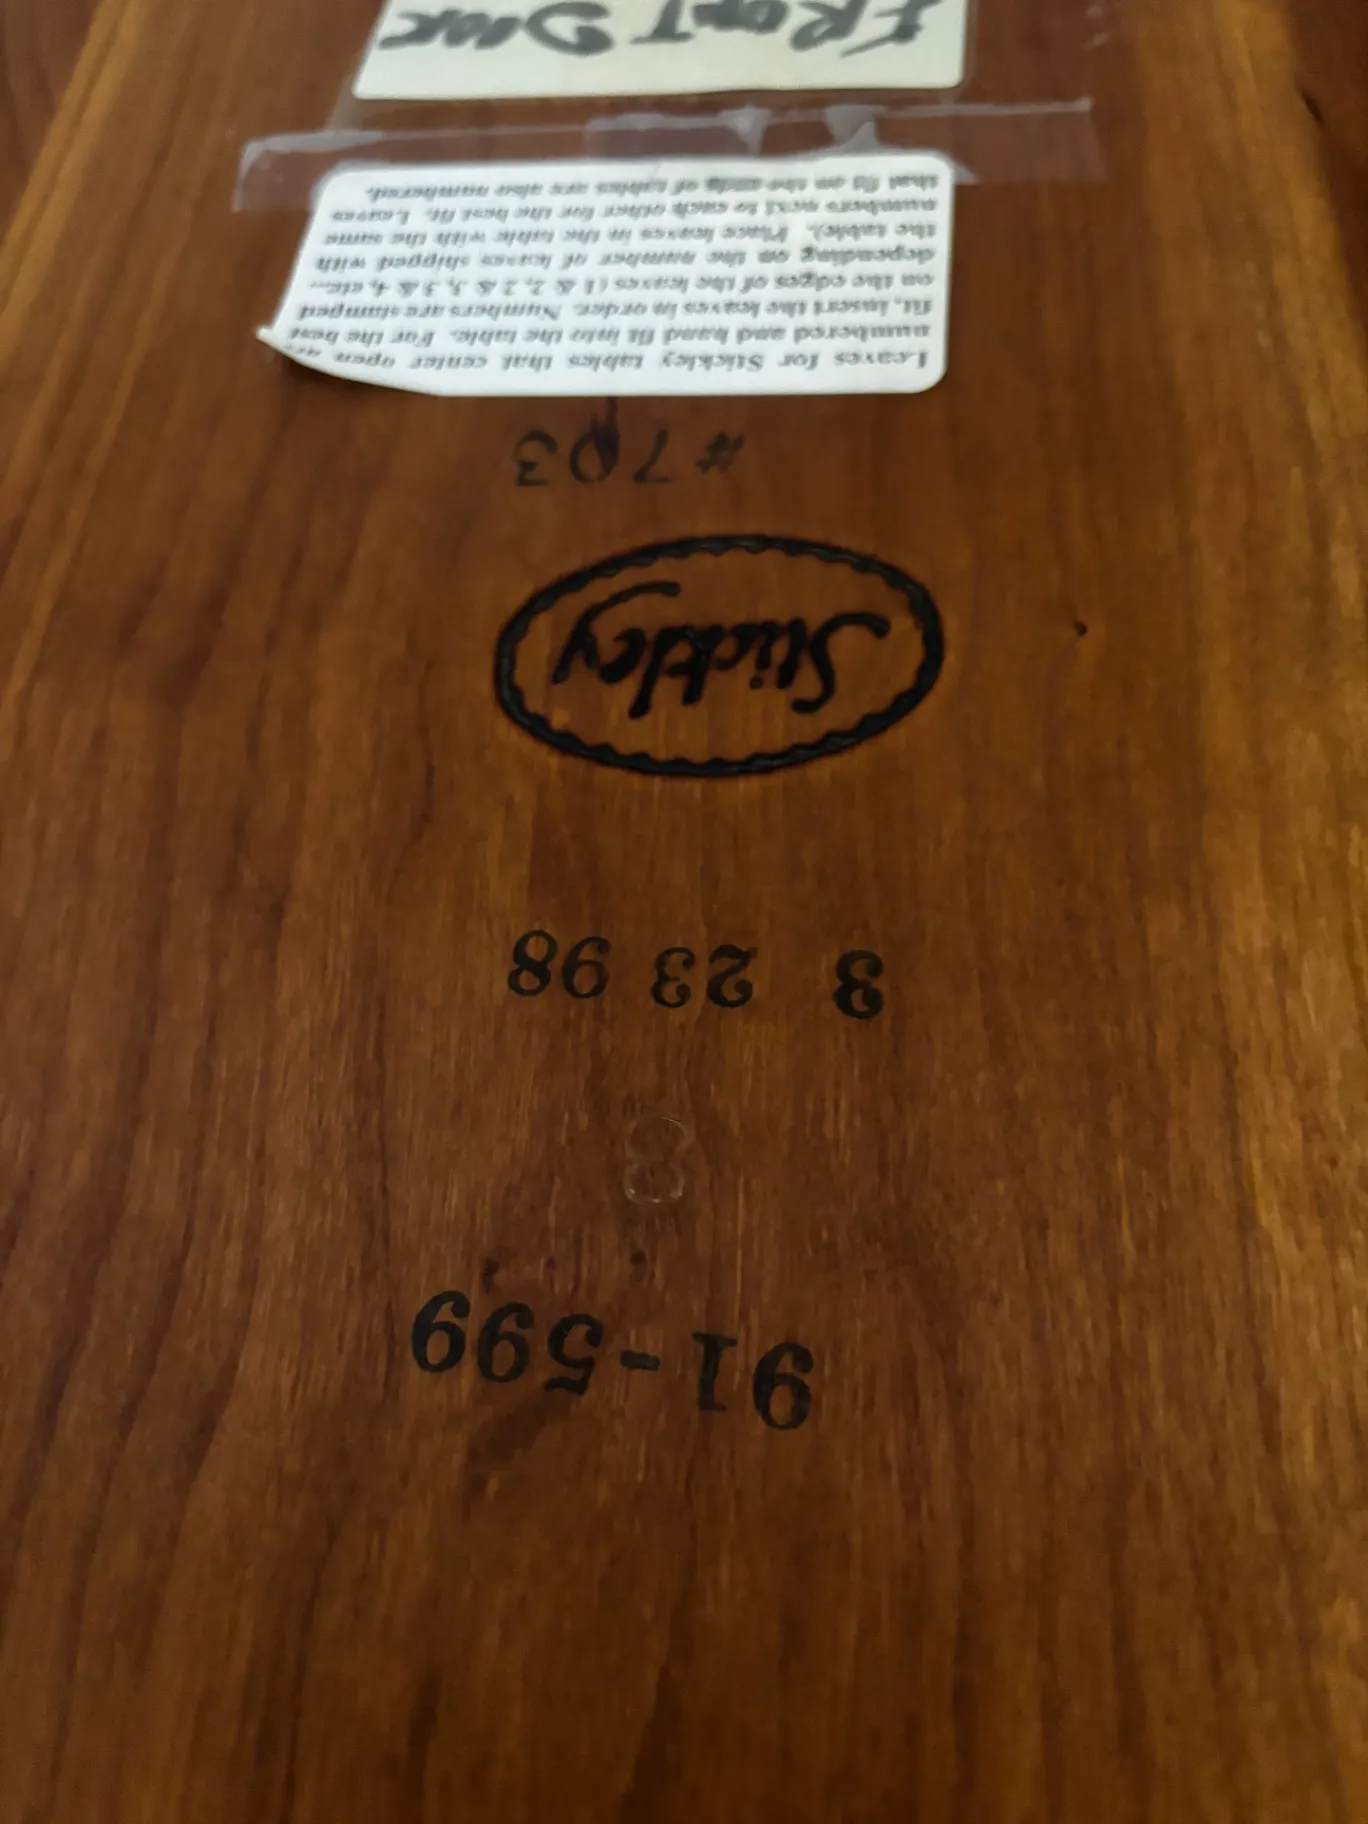 91-599
8
3 23 98
Stickley
#703
Leaves for Stickley tables that center open are
numbered and hand fit into the table. For the best
fit, insert the leaves in order. Numbers are stamped
on the edges of the leaves (1 & 2, 2 & 3, 3 & 4, etc...
depending on the number of leaves shipped with
the table). Place leaves in the table with the same
numbers next to each other for the best fit. Leaves
that fit on the ends of tables are also numbered.
FRONT DOOR